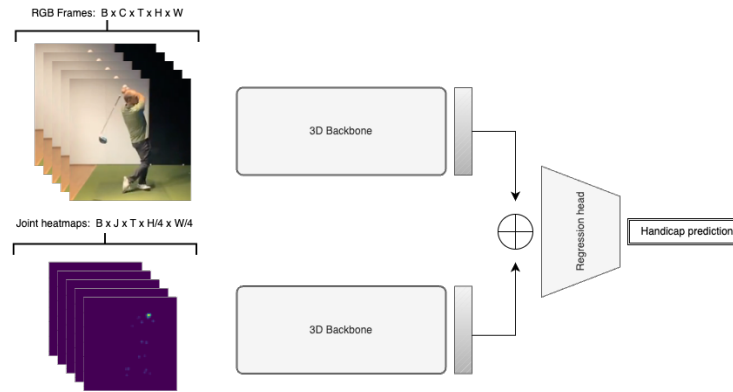 RGB Frames: B x C x T x H x W
3D Backbone
Joint heatmaps: B x J x T x H/4 x W/4
3D Backbone
Regression head
Handicap prediction